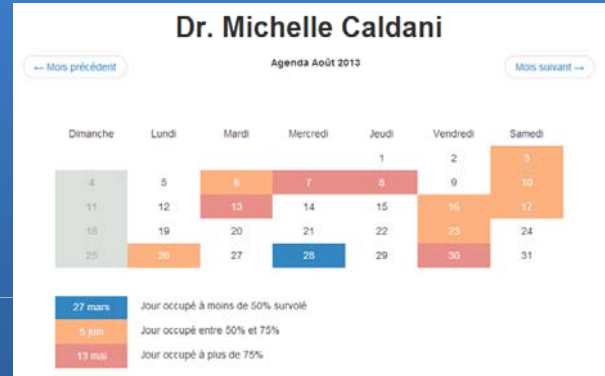 Dr. Michelle Caldani
← Mois précédent Agenda Août 2013 Mois suivant →
Dimanche Lundi Mardi Mercredi Jeudi Vendredi Samedi
1 2 3
4 5 6 7 8 9 10
11 12 13 14 15 16 17
18 19 20 21 22 23 24
25 26 27 28 29 30 31
27 mars Jour occupé à moins de 50% survolé
5 juin Jour occupé entre 50% et 75%
13 mai Jour occupé à plus de 75%